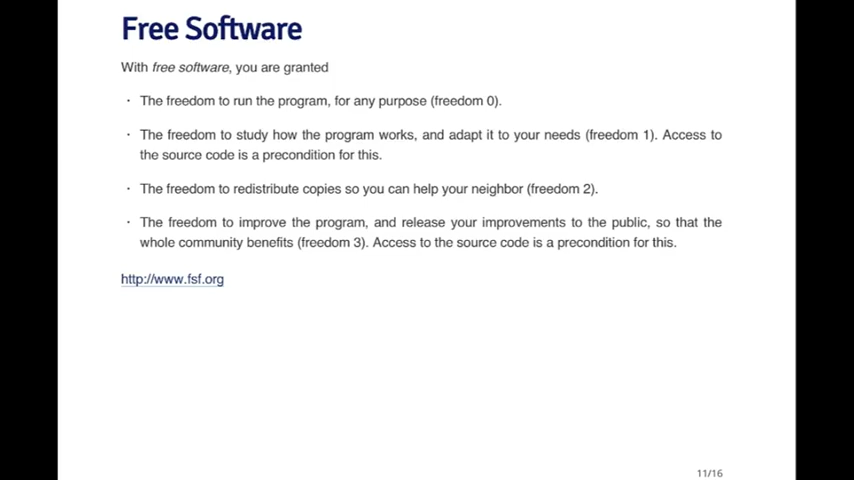 Free Software
With free software, you are granted
· The freedom to run the program, for any purpose (freedom 0).
· The freedom to study how the program works, and adapt it to your needs (freedom 1). Access to
the source code is a precondition for this.
· The freedom to redistribute copies so you can help your neighbor (freedom 2).
· The freedom to improve the program, and release your improvements to the public, so that the
whole community benefits (freedom 3). Access to the source code is a precondition for this.
http://www.fsf.org
11/16